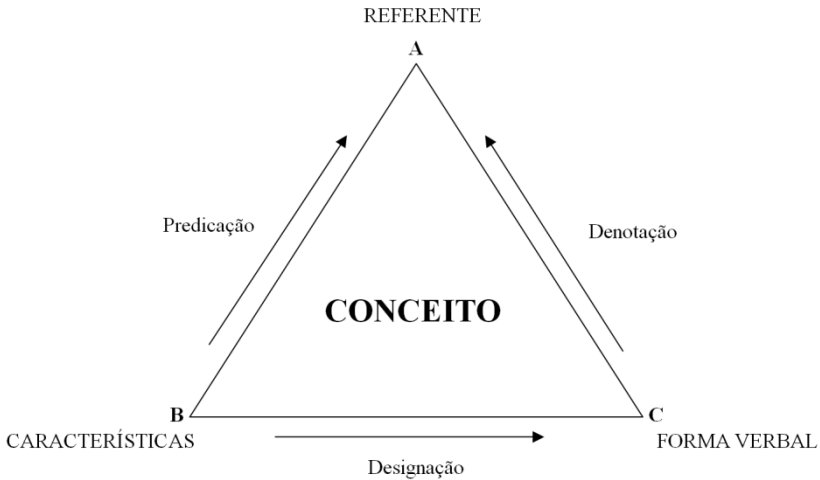 REFERENTE
A
Predicação
Denotação
CONCEITO
B
C
CARACTERÍSTICAS
FORMA VERBAL
Designação